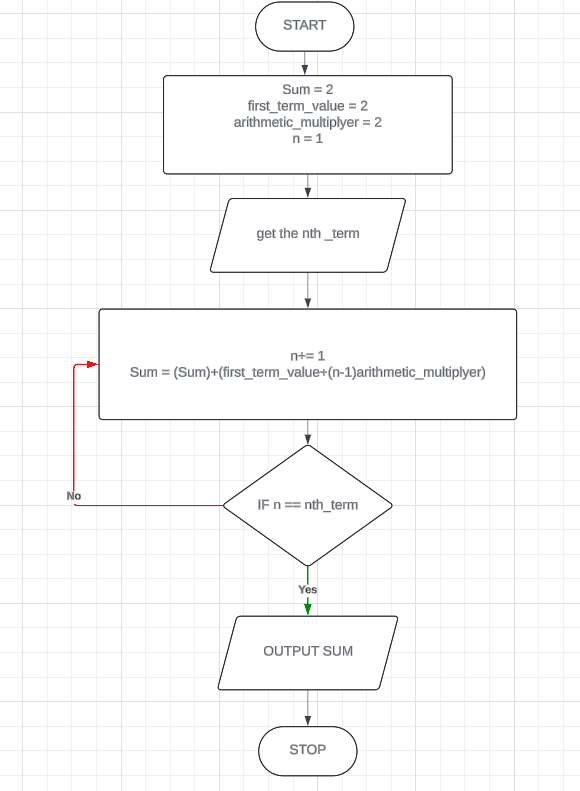 START
Sum = 2
first_term_value = 2
arithmetic_multiplyer = 2
n = 1
get the nth _term
n+= 1
Sum = (Sum)+(first_term_value+(n-1)arithmetic_multiplyer)
No
IF n == nth_term
Yes
OUTPUT SUM
STOP